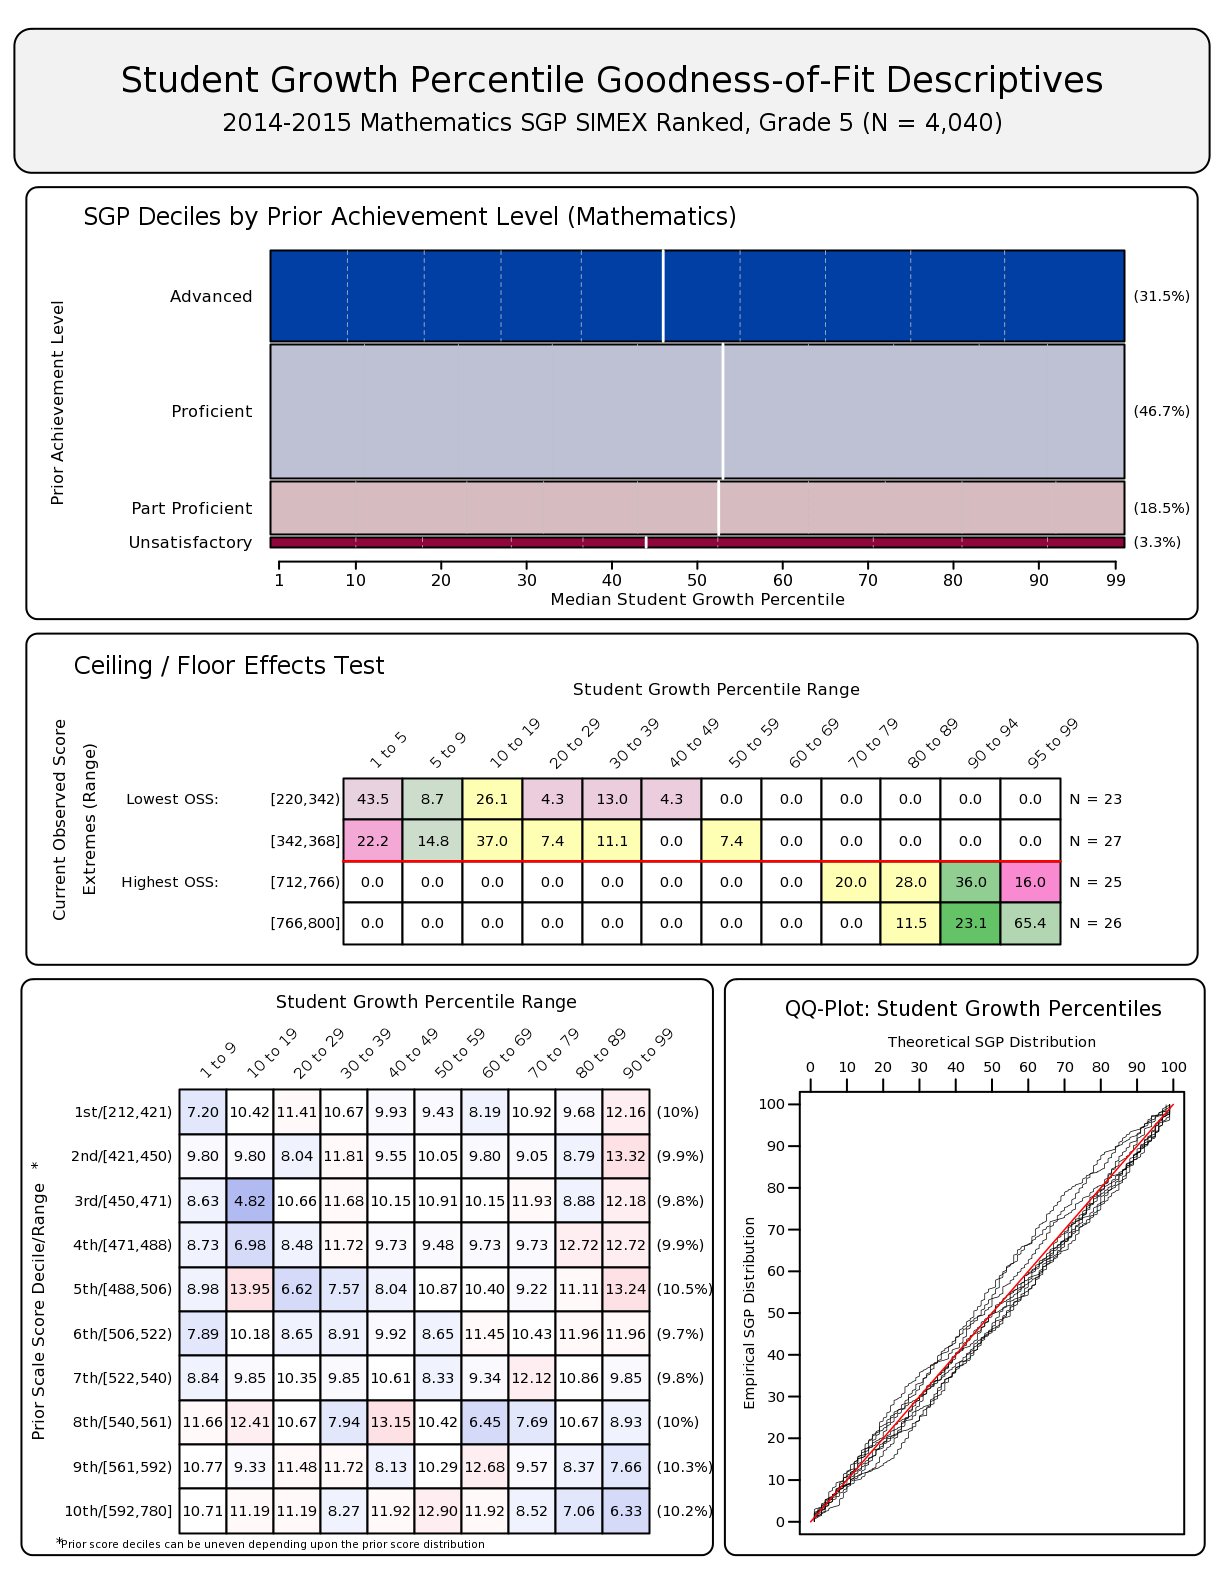 Student Growth Percentile Goodness-of-Fit Descriptives
2014-2015 Mathematics SGP SIMEX Ranked, Grade 5 (N = 4,040)
SGP Deciles by Prior Achievement Level (Mathematics)
Prior Achievement Level
Advanced (31.5%)
Proficient (46.7%)
Part Proficient (18.5%)
Unsatisfactory (3.3%)
1 10 20 30 40 50 60 70 80 90 99
Median Student Growth Percentile
Ceiling / Floor Effects Test
Student Growth Percentile Range
1 to 5 5 to 9 10 to 19 20 to 29 30 to 39 40 to 49 50 to 59 60 to 69 70 to 79 80 to 89 90 to 94 95 to 99
Current Observed Score
Extremes (Range)
Lowest OSS: [220,342) 43.5 8.7 26.1 4.3 13.0 4.3 0.0 0.0 0.0 0.0 0.0 0.0 N = 23
[342,368] 22.2 14.8 37.0 7.4 11.1 0.0 7.4 0.0 0.0 0.0 0.0 0.0 N = 27
Highest OSS: [712,766) 0.0 0.0 0.0 0.0 0.0 0.0 0.0 0.0 20.0 28.0 36.0 16.0 N = 25
[766,800] 0.0 0.0 0.0 0.0 0.0 0.0 0.0 0.0 0.0 11.5 23.1 65.4 N = 26
Student Growth Percentile Range
1 to 9 10 to 19 20 to 29 30 to 39 40 to 49 50 to 59 60 to 69 70 to 79 80 to 89 90 to 99
Prior Scale Score Decile/Range *
1st/[212,421) 7.20 10.42 11.41 10.67 9.93 9.43 8.19 10.92 9.68 12.16 (10%)
2nd/[421,450) 9.80 9.80 8.04 11.81 9.55 10.05 9.80 9.05 8.79 13.32 (9.9%)
3rd/[450,471) 8.63 4.82 10.66 11.68 10.15 10.91 10.15 11.93 8.88 12.18 (9.8%)
4th/[471,488) 8.73 6.98 8.48 11.72 9.73 9.48 9.73 9.73 12.72 12.72 (9.9%)
5th/[488,506) 8.98 13.95 6.62 7.57 8.04 10.87 10.40 9.22 11.11 13.24 (10.5%)
6th/[506,522) 7.89 10.18 8.65 8.91 9.92 8.65 11.45 10.43 11.96 11.96 (9.7%)
7th/[522,540) 8.84 9.85 10.35 9.85 10.61 8.33 9.34 12.12 10.86 9.85 (9.8%)
8th/[540,561) 11.66 12.41 10.67 7.94 13.15 10.42 6.45 7.69 10.67 8.93 (10%)
9th/[561,592) 10.77 9.33 11.48 11.72 8.13 10.29 12.68 9.57 8.37 7.66 (10.3%)
10th/[592,780] 10.71 11.19 11.19 8.27 11.92 12.90 11.92 8.52 7.06 6.33 (10.2%)
*Prior score deciles can be uneven depending upon the prior score distribution
QQ-Plot: Student Growth Percentiles
Theoretical SGP Distribution
0 10 20 30 40 50 60 70 80 90 100
Empirical SGP Distribution
100
90
80
70
60
50
40
30
20
10
0